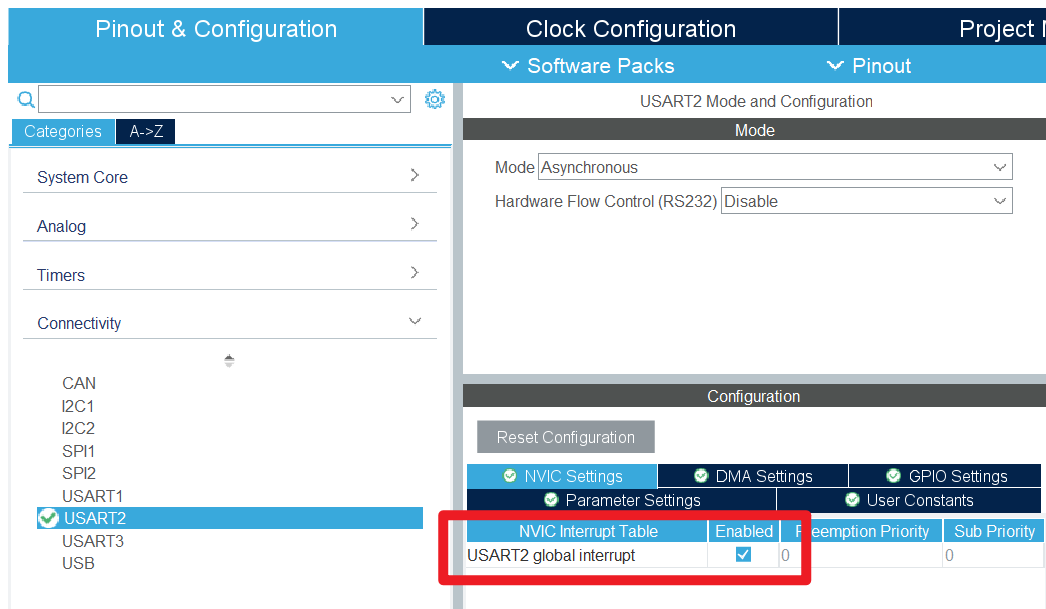 Pinout & Configuration
Clock Configuration
Project
Software Packs
Pinout
Categories
A->Z
System Core
Analog
Timers
Connectivity
CAN
I2C1
I2C2
SPI1
SPI2
USART1
USART2
USART3
USB
USART2 Mode and Configuration
Mode
Mode Asynchronous
Hardware Flow Control (RS232) Disable
Configuration
Reset Configuration
NVIC Settings
DMA Settings
GPIO Settings
Parameter Settings
User Constants
NVIC Interrupt Table Enabled Preemption Priority Sub Priority
USART2 global interrupt 0 0